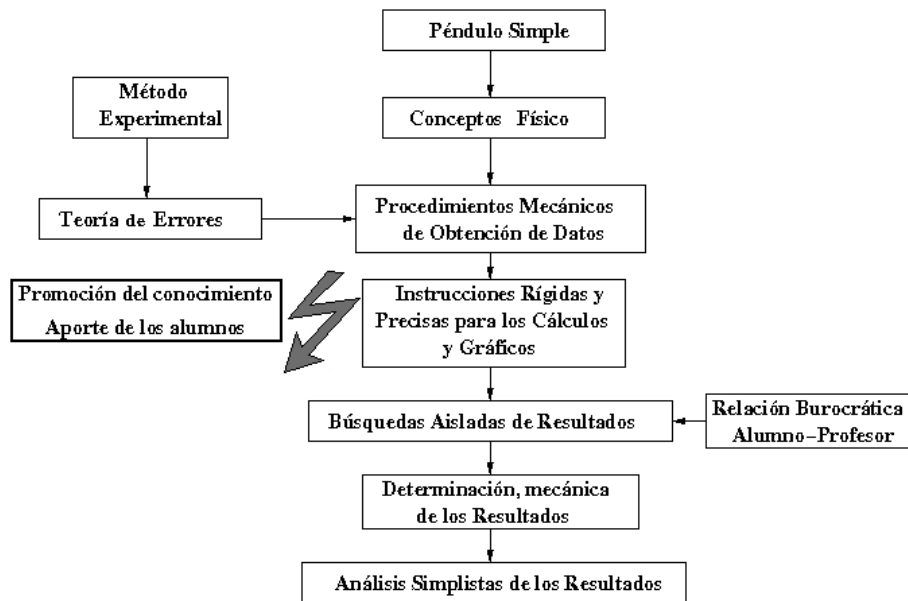 Péndulo Simple
Método
Experimental
Conceptos Físico
Teoría de Errores
Procedimientos Mecánicos
de Obtención de Datos
Promoción del conocimiento
Aporte de los alumnos
Instrucciones Rígidas y
Precisas para los Cálculos
y Gráficos
Búsquedas Aisladas de Resultados
Relación Burocrática
Alumno-Profesor
Determinación, mecánica
de los Resultados
Análisis Simplistas de los Resultados